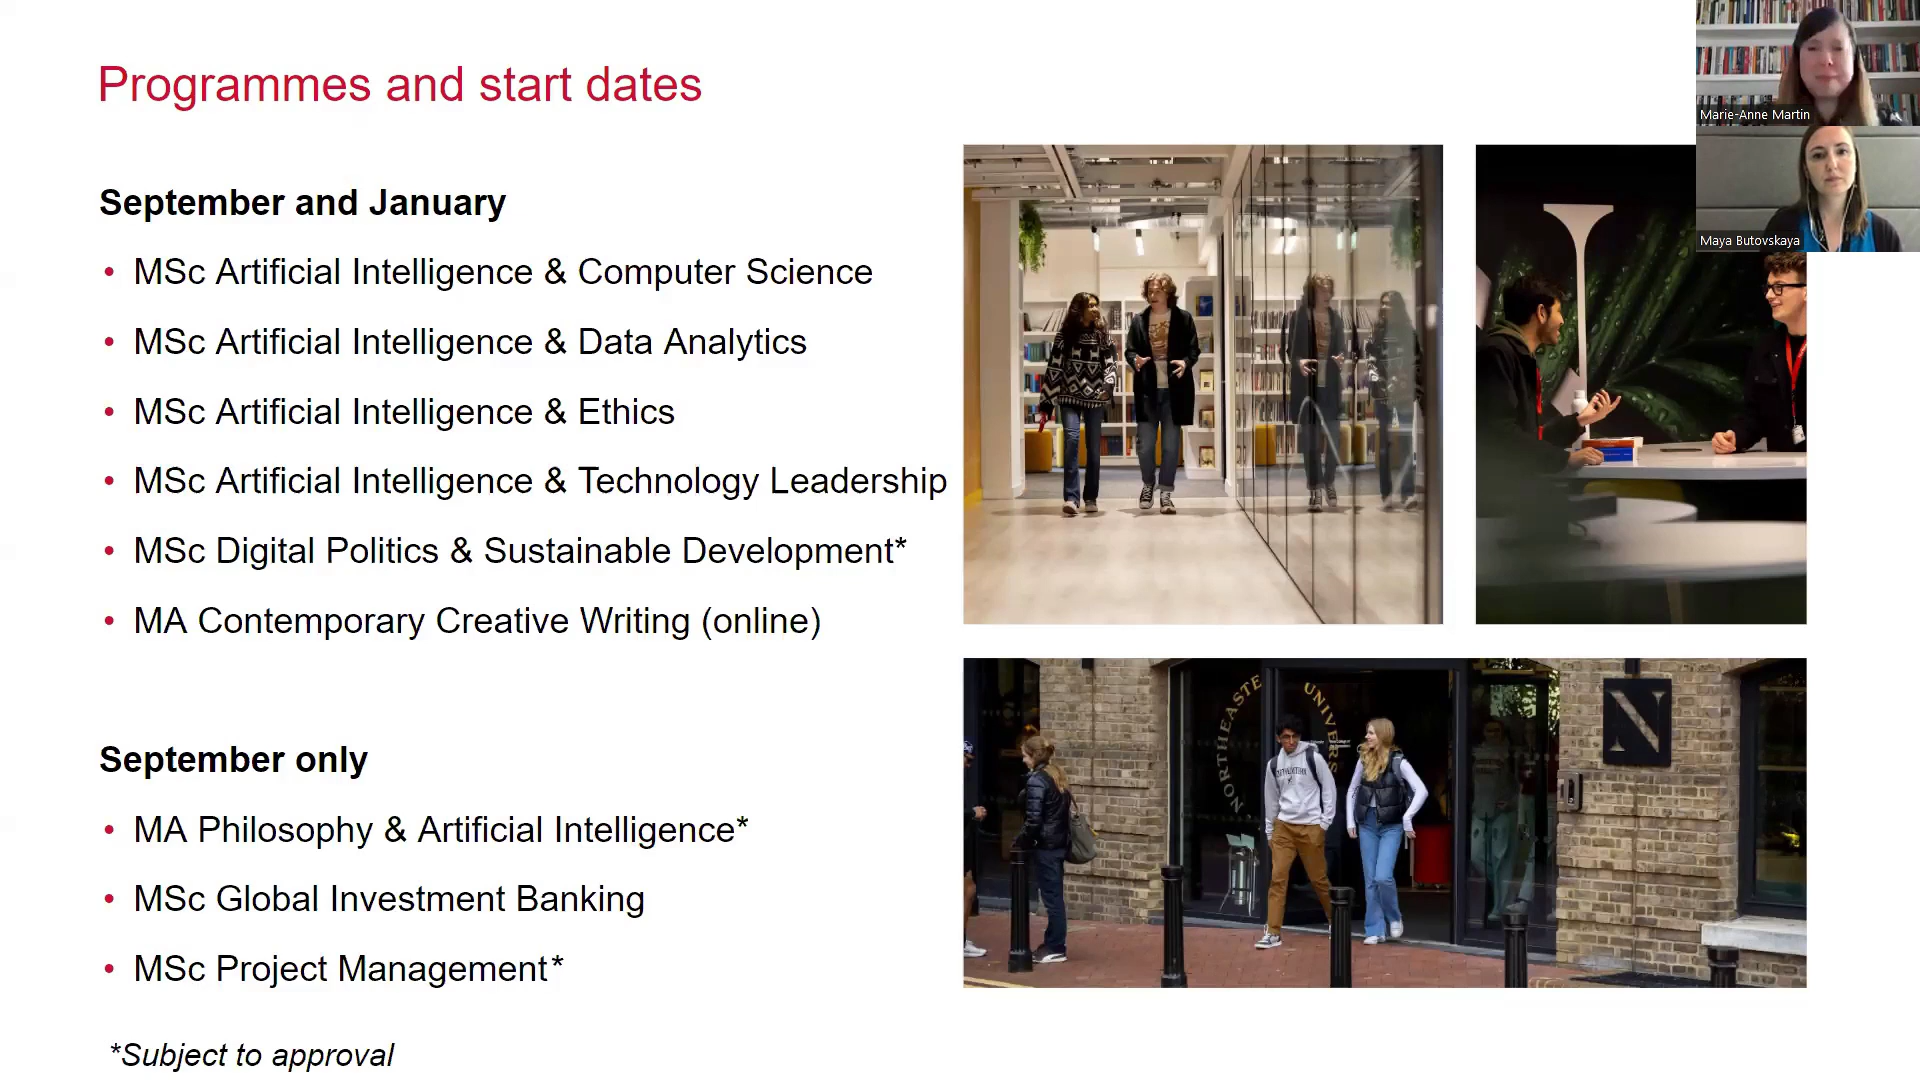 Programmes and start dates
September and January
• MSc Artificial Intelligence & Computer Science
• MSc Artificial Intelligence & Data Analytics
• MSc Artificial Intelligence & Ethics
• MSc Artificial Intelligence & Technology Leadership
• MSc Digital Politics & Sustainable Development*
• MA Contemporary Creative Writing (online)
September only
• MA Philosophy & Artificial Intelligence*
• MSc Global Investment Banking
• MSc Project Management*
*Subject to approval
Marie-Anne Martin
Maya Butovskaya
NORTHEASTE
UNIVERS
N